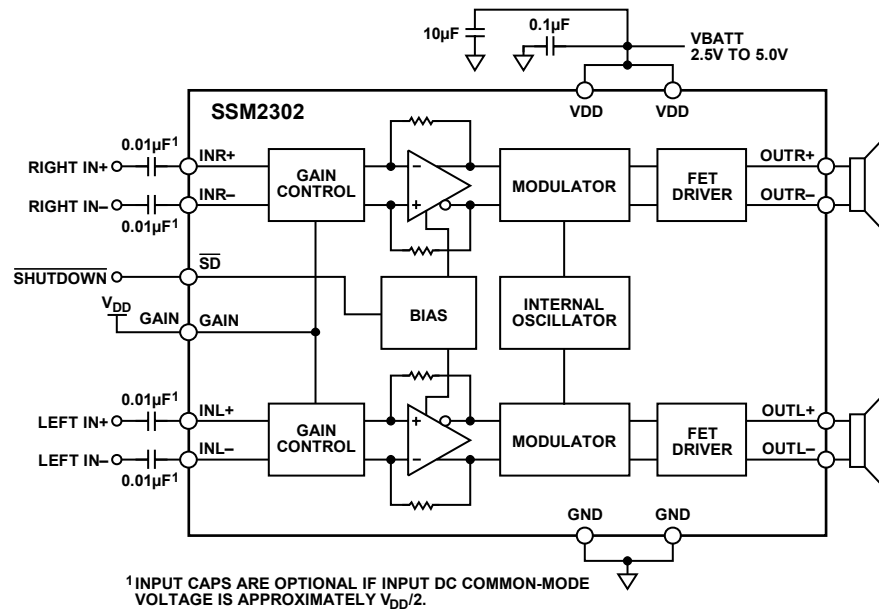 10µF
0.1µF
VBATT
2.5V TO 5.0V
SSM2302
VDD
VDD
0.01µF¹
RIGHT IN+
INR+
RIGHT IN–
INR–
0.01µF¹
GAIN
CONTROL
–
+
MODULATOR
FET
DRIVER
OUTR+
OUTR–
SHUTDOWN
SD
BIAS
INTERNAL
OSCILLATOR
VDD
GAIN
GAIN
0.01µF¹
LEFT IN+
INL+
LEFT IN–
INL–
0.01µF¹
GAIN
CONTROL
+
–
MODULATOR
FET
DRIVER
OUTL+
OUTL–
GND
GND
¹ INPUT CAPS ARE OPTIONAL IF INPUT DC COMMON-MODE
VOLTAGE IS APPROXIMATELY VDD/2.